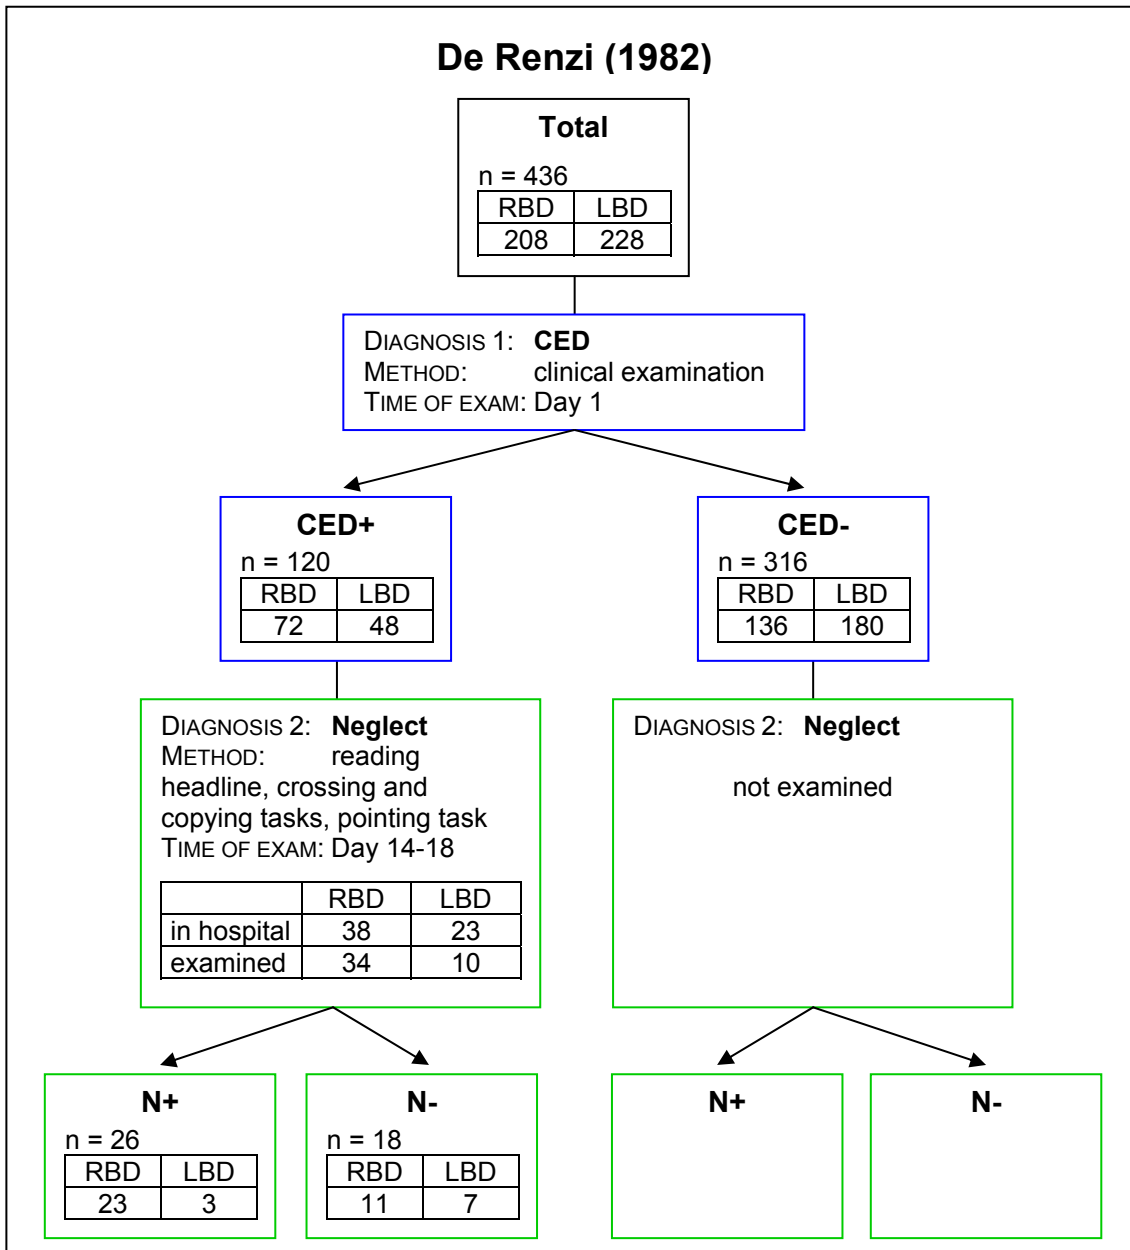 De Renzi (1982)
Total
n = 436
RBD LBD
208 228
DIAGNOSIS 1: CED
METHOD: clinical examination
TIME OF EXAM: Day 1
CED+
n = 120
RBD LBD
72 48
CED-
n = 316
RBD LBD
136 180
DIAGNOSIS 2: Neglect
METHOD: reading
headline, crossing and
copying tasks, pointing task
TIME OF EXAM: Day 14-18
RBD LBD
in hospital 38 23
examined 34 10
DIAGNOSIS 2: Neglect
not examined
N+
n = 26
RBD LBD
23 3
N-
n = 18
RBD LBD
11 7
N+
N-